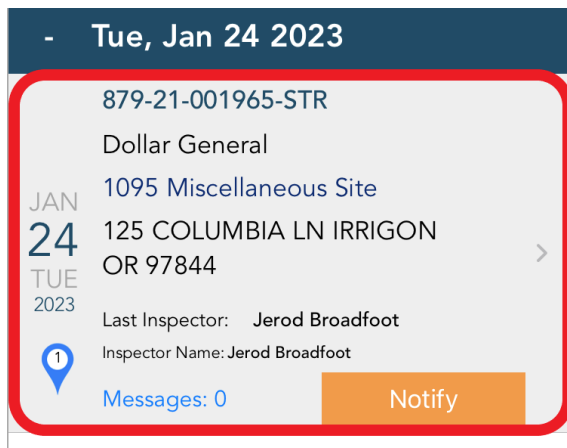 - Tue, Jan 24 2023
879-21-001965-STR
Dollar General
1095 Miscellaneous Site
JAN
24
TUE
2023
125 COLUMBIA LN IRRIGON
OR 97844
Last Inspector: Jerod Broadfoot
Inspector Name: Jerod Broadfoot
1
Messages: 0
Notify